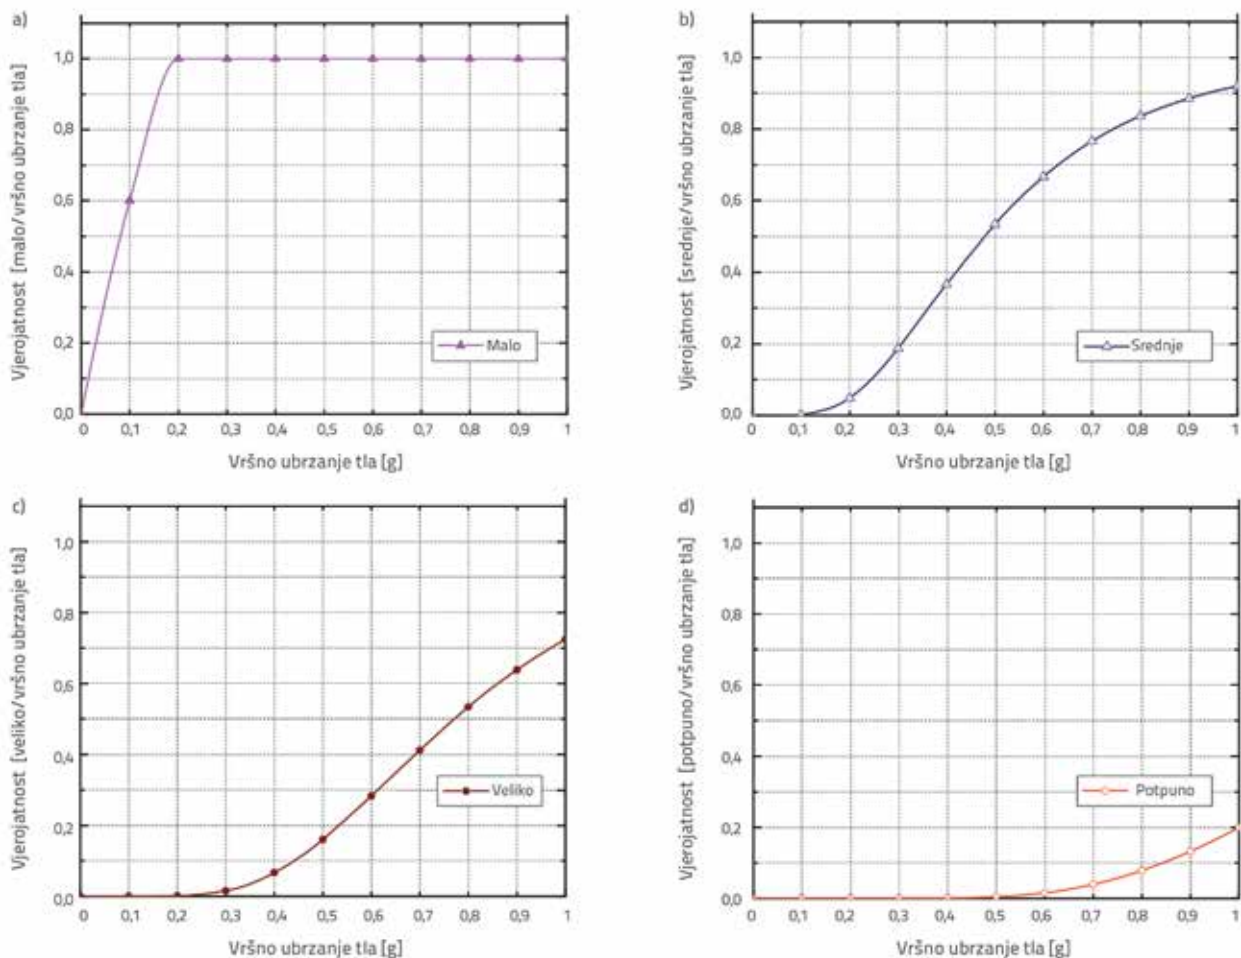 a)
Vjerojatnost [malo/vršno ubrzanje tla]
1,0
0,8
0,6
0,4
0,2
0,0
Malo
0 0,1 0,2 0,3 0,4 0,5 0,6 0,7 0,8 0,9 1
Vršno ubrzanje tla [g]
b)
Vjerojatnost [srednje/vršno ubrzanje tla]
1,0
0,8
0,6
0,4
0,2
0,0
Srednje
0 0,1 0,2 0,3 0,4 0,5 0,6 0,7 0,8 0,9 1
Vršno ubrzanje tla [g]
c)
Vjerojatnost [veliko/vršno ubrzanje tla]
1,0
0,8
0,6
0,4
0,2
0,0
Veliko
0 0,1 0,2 0,3 0,4 0,5 0,6 0,7 0,8 0,9 1
Vršno ubrzanje tla [g]
d)
Vjerojatnost [potpuno/vršno ubrzanje tla]
1,0
0,8
0,6
0,4
0,2
0,0
Potpuno
0 0,1 0,2 0,3 0,4 0,5 0,6 0,7 0,8 0,9 1
Vršno ubrzanje tla [g]